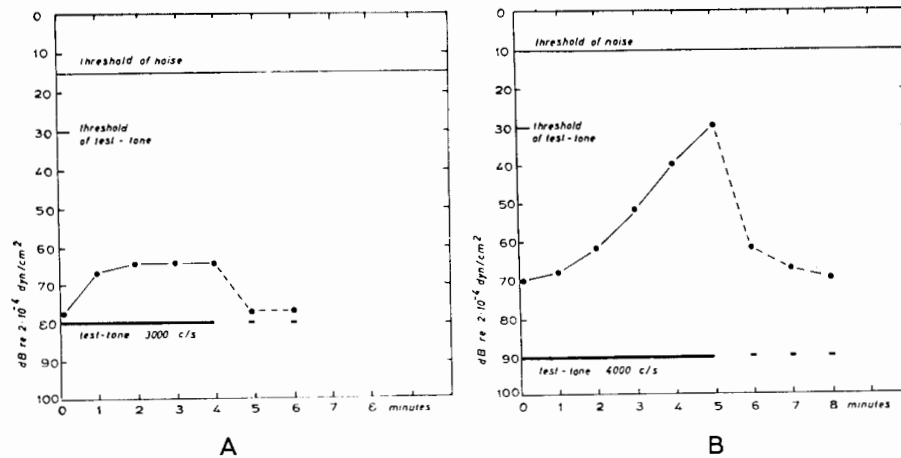 0
10
20
30
40
50
60
70
80
90
100
dB re 2·10⁻⁴ dyn/cm²
threshold of noise
threshold
of test - tone
test-tone 3000 c/s
0 1 2 3 4 5 6 7 8 minutes
A
0
10
20
30
40
50
60
70
80
90
100
dB re 2·10⁻⁴ dyn/cm²
threshold of noise
threshold
of test-tone
test-tone 4000 c/s
0 1 2 3 4 5 6 7 8 minutes
B